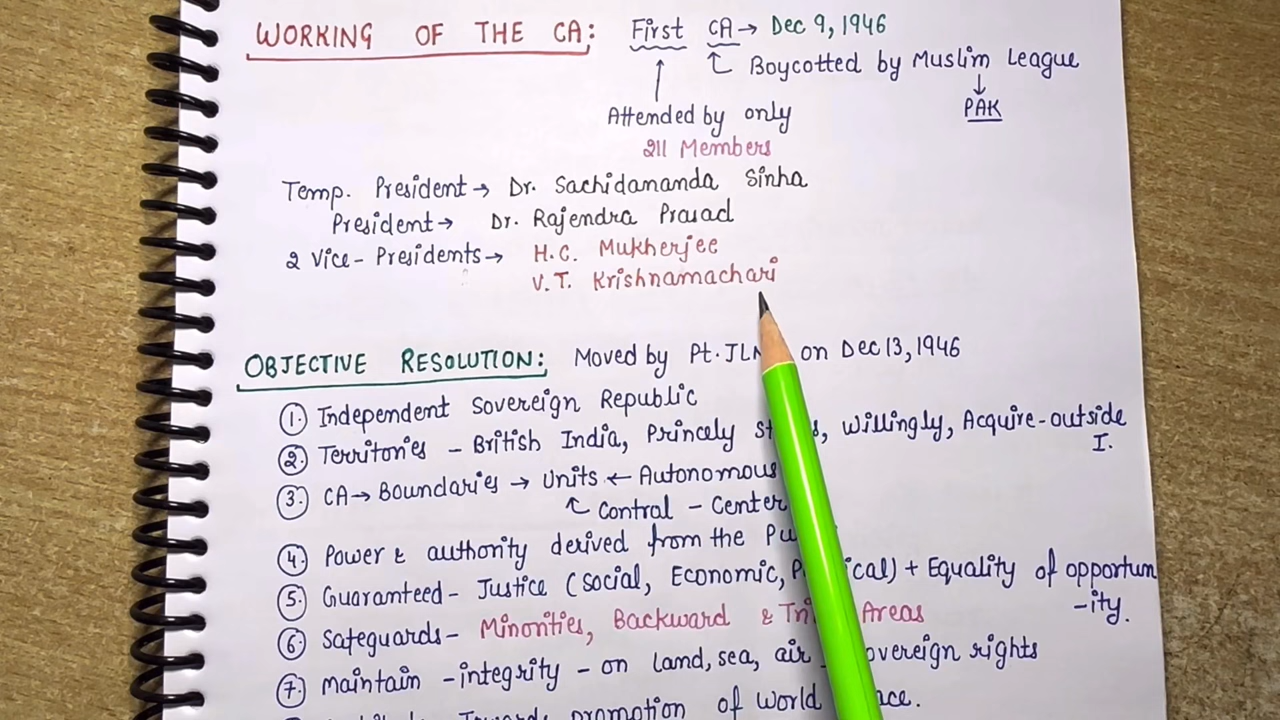 WORKING OF THE CA: First CA → Dec 9, 1946
Boycotted by Muslim League
↓
PAK
Attended by only
211 Members
Temp. President → Dr. Sachidananda Sinha
President → Dr. Rajendra Prasad
2 Vice-Presidents → H.C. Mukherjee
V.T. Krishnamachari
OBJECTIVE RESOLUTION: Moved by Pt. on Dec 13, 1946
1. Independent Sovereign Republic
2. Territories - British India, Princely Willingly, Acquire-outside
I.
3. CA → Boundaries → Units ← Autonomous
Control - Center
4. Power & authority derived from the
5. Guaranteed - Justice (Social, Economic, + Equality of opportun
-ity.
6. Safeguards - Minorities, Backward & Areas
7. Maintain - integrity - on land, sea, air sovereign rights
promotion of world